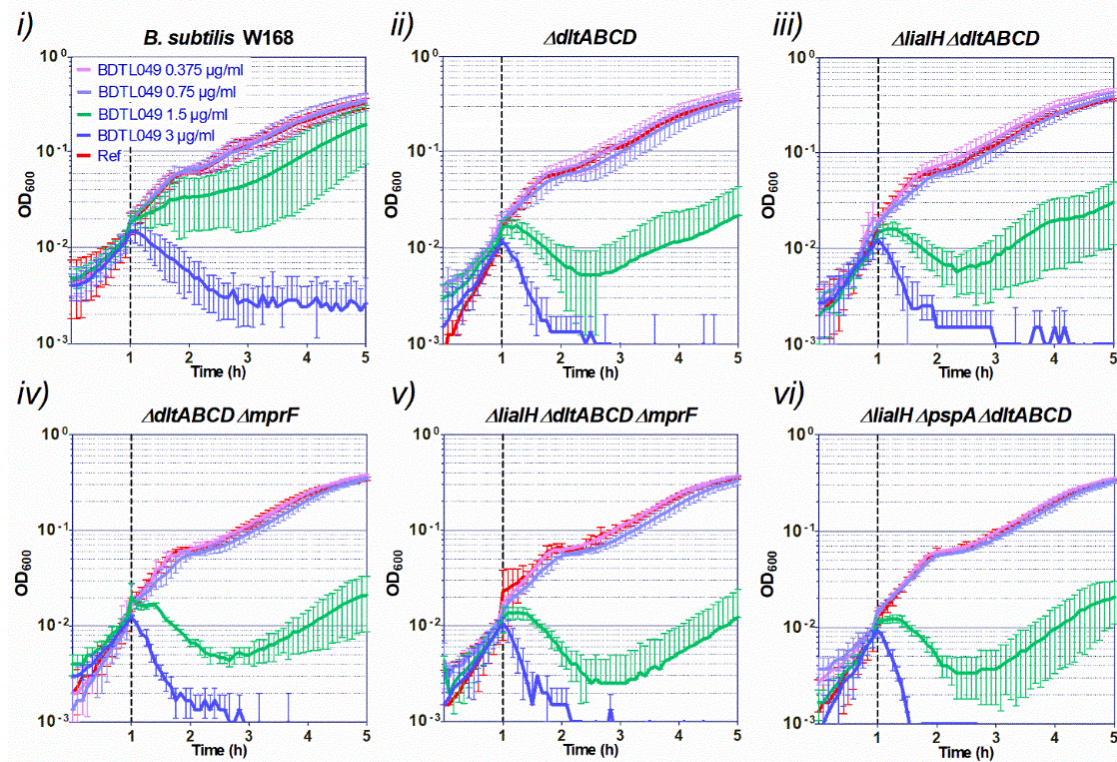 i)
B. subtilis W168
10⁰
10⁻¹
10⁻²
10⁻³
OD₆₀₀
BDTL049 0.375 µg/ml
BDTL049 0.75 µg/ml
BDTL049 1.5 µg/ml
BDTL049 3 µg/ml
Ref
1 2 3 4 5
Time (h)
ii)
ΔdltABCD
10⁰
10⁻¹
10⁻²
10⁻³
OD₆₀₀
1 2 3 4 5
Time (h)
iii)
ΔliaIH ΔdltABCD
10⁰
10⁻¹
10⁻²
10⁻³
OD₆₀₀
1 2 3 4 5
Time (h)
iv)
ΔdltABCD ΔmprF
10⁰
10⁻¹
10⁻²
10⁻³
OD₆₀₀
1 2 3 4 5
Time (h)
v)
ΔliaIH ΔdltABCD ΔmprF
10⁰
10⁻¹
10⁻²
10⁻³
OD₆₀₀
1 2 3 4 5
Time (h)
vi)
ΔliaIH ΔpspA ΔdltABCD
10⁰
10⁻¹
10⁻²
10⁻³
OD₆₀₀
1 2 3 4 5
Time (h)